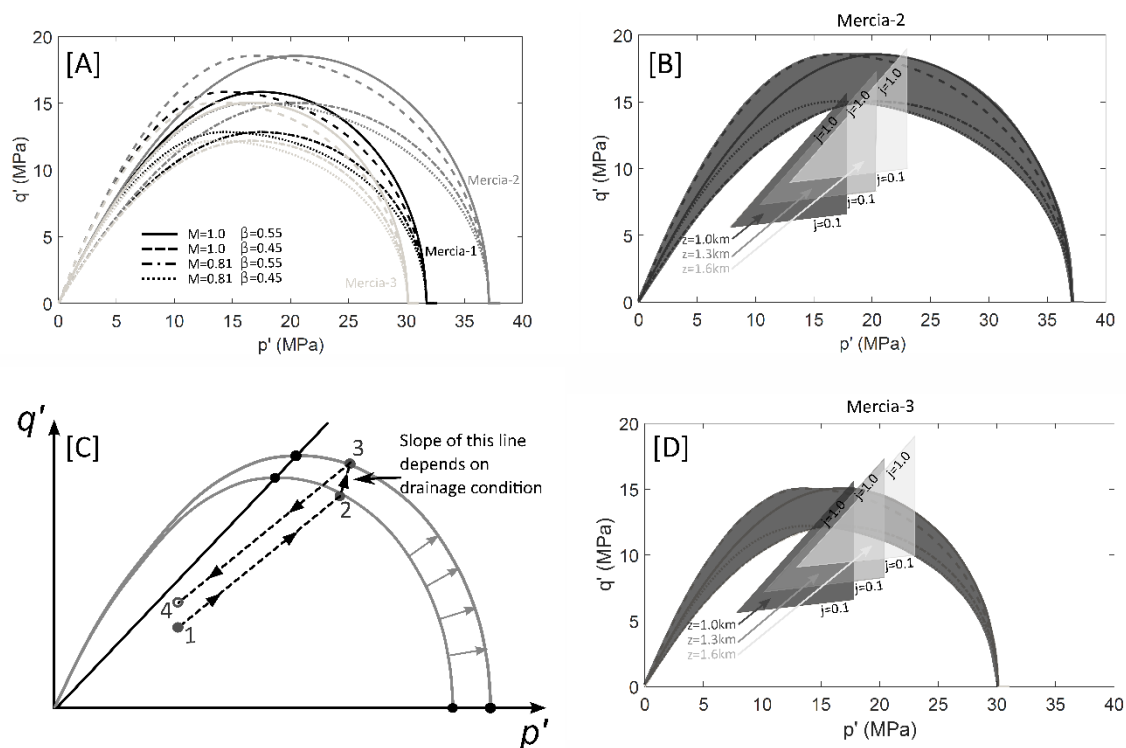 [A]
20
15
10
5
0
q' (MPa)
0 5 10 15 20 25 30 35 40
p' (MPa)
M=1.0 β=0.55
M=1.0 β=0.45
M=0.81 β=0.55
M=0.81 β=0.45
Mercia-2
Mercia-1
Mercia-3
Mercia-2
[B]
20
15
10
5
0
q' (MPa)
0 5 10 15 20 25 30 35 40
p' (MPa)
j=1.0
j=1.0
j=1.0
j=0.1
j=0.1
j=0.1
z=1.0km
z=1.3km
z=1.6km
q'
[C]
3
Slope of this line
depends on
drainage condition
2
4
1
p'
Mercia-3
[D]
20
15
10
5
0
q' (MPa)
0 5 10 15 20 25 30 35 40
p' (MPa)
j=1.0
j=1.0
j=1.0
j=0.1
j=0.1
j=0.1
z=1.0km
z=1.3km
z=1.6km